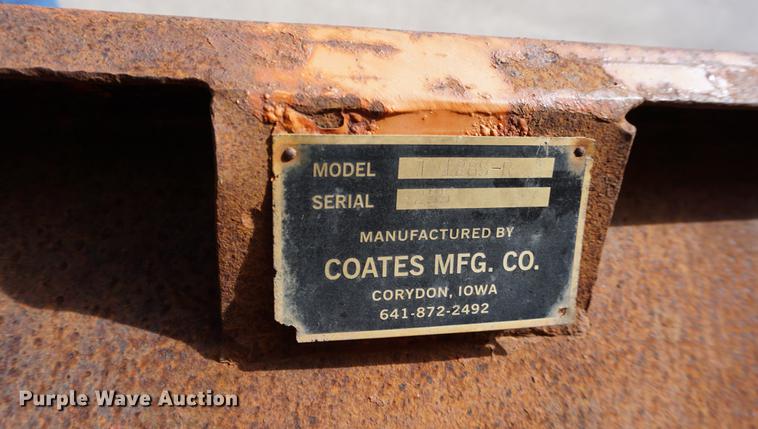 MODEL
SERIAL
MANUFACTURED BY
COATES MFG. CO.
CORYDON, IOWA
641-872-2492
Purple Wave Auction